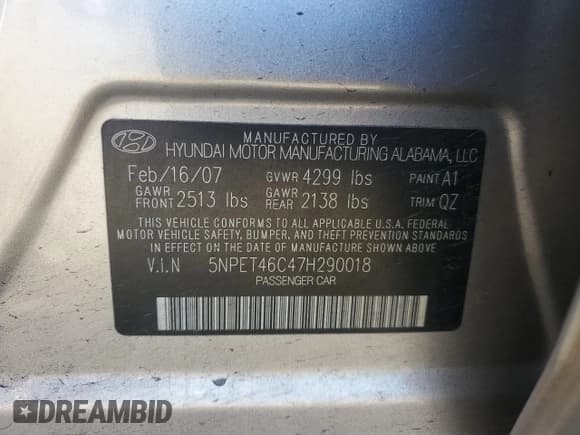 MANUFACTURED BY
HYUNDAI MOTOR MANUFACTURING ALABAMA, LLC
Feb/16/07 GVWR 4299 lbs PAINT A1
GAWR FRONT 2513 lbs GAWR REAR 2138 lbs TRIM QZ
THIS VEHICLE CONFORMS TO ALL APPLICABLE U.S.A. FEDERAL
MOTOR VEHICLE SAFETY, BUMPER, AND THEFT PREVENTION STANDARDS
IN EFFECT ON THE DATE OF MANUFACTURE SHOWN ABOVE.
V.I.N 5NPET46C47H290018
PASSENGER CAR
DREAMBID